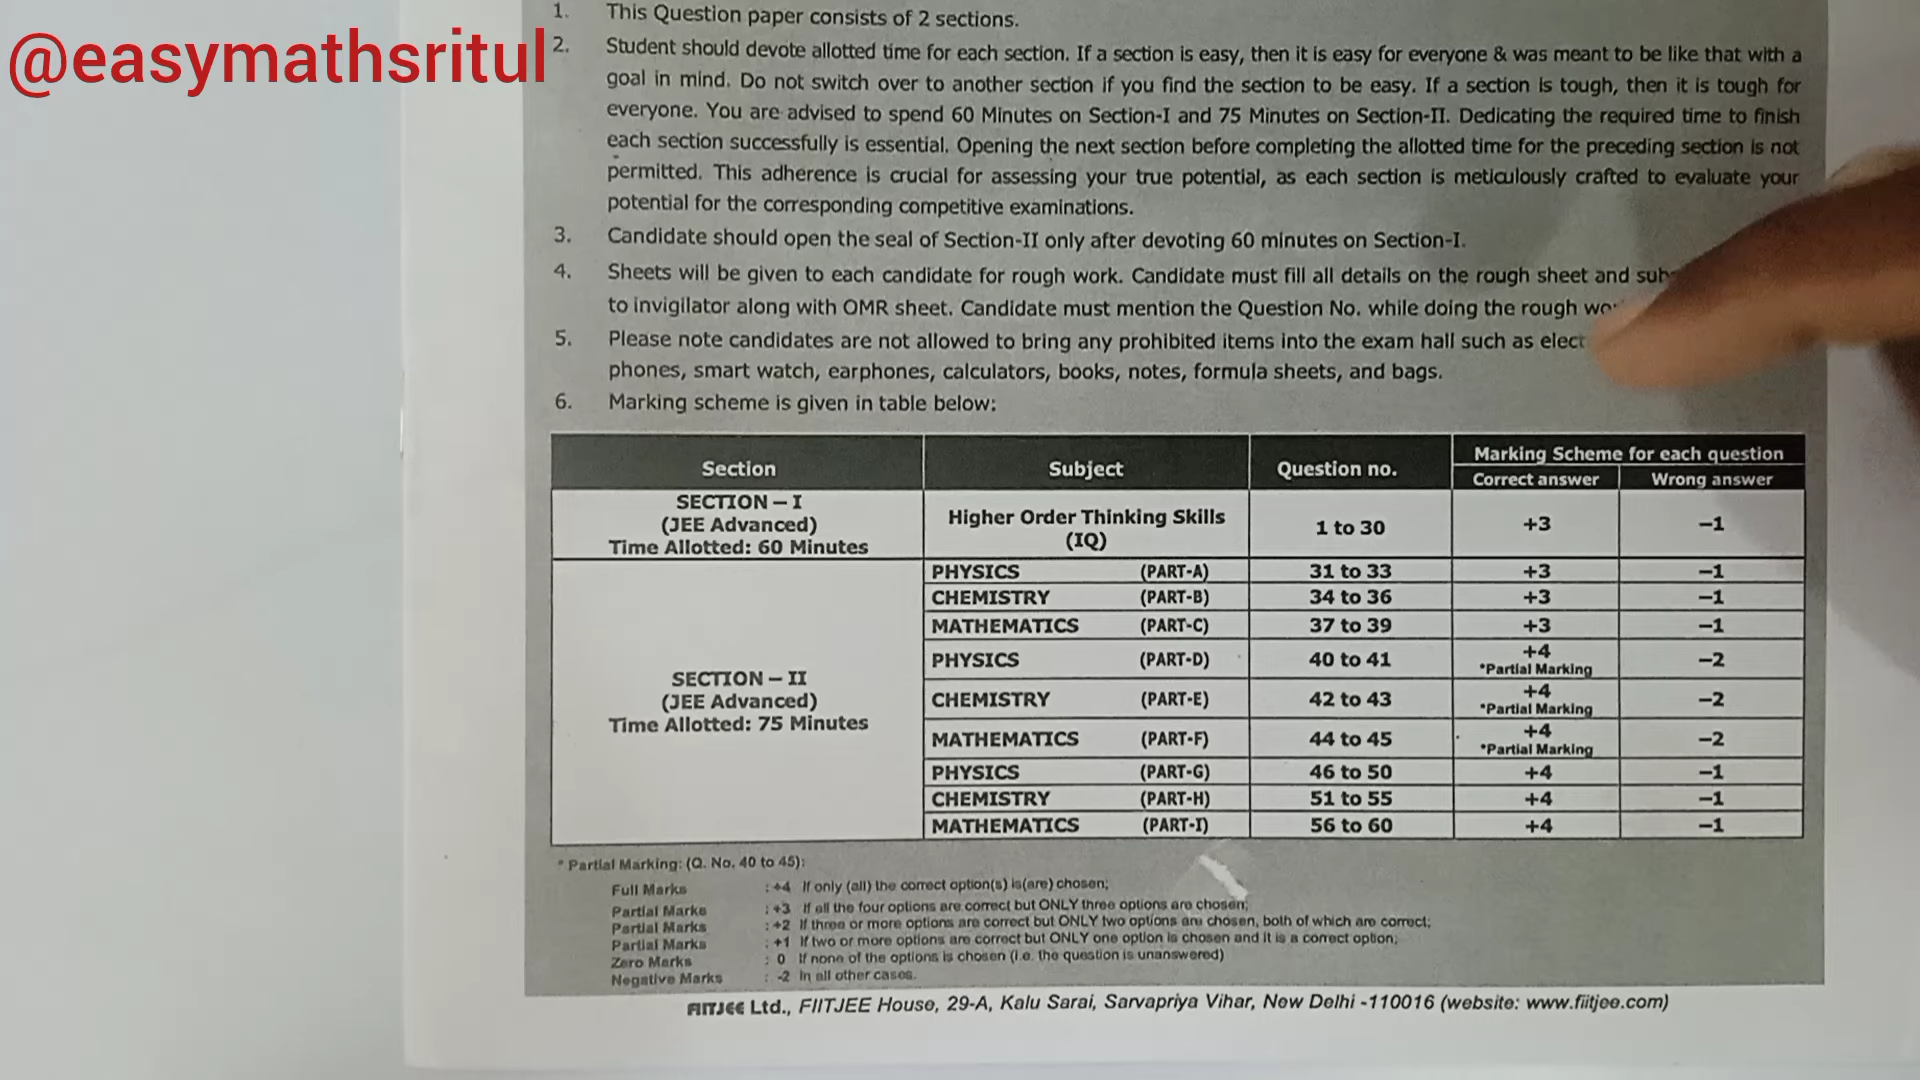 @easymathsritul
1. This Question paper consists of 2 sections.
2. Student should devote allotted time for each section. If a section is easy, then it is easy for everyone & was meant to be like that with a
goal in mind. Do not switch over to another section if you find the section to be easy. If a section is tough, then it is tough for
everyone. You are advised to spend 60 Minutes on Section-I and 75 Minutes on Section-II. Dedicating the required time to finish
each section successfully is essential. Opening the next section before completing the allotted time for the preceding section is not
permitted. This adherence is crucial for assessing your true potential, as each section is meticulously crafted to evaluate your
potential for the corresponding competitive examinations.
3. Candidate should open the seal of Section-II only after devoting 60 minutes on Section-I.
4. Sheets will be given to each candidate for rough work. Candidate must fill all details on the rough sheet and
to invigilator along with OMR sheet. Candidate must mention the Question No. while doing the rough
5. Please note candidates are not allowed to bring any prohibited items into the exam hall such as
phones, smart watch, earphones, calculators, books, notes, formula sheets, and bags.
6. Marking scheme is given in table below:
Section Subject Question no. Marking Scheme for each question
Correct answer Wrong answer
SECTION – I
(JEE Advanced)
Time Allotted: 60 Minutes
Higher Order Thinking Skills
(IQ)
1 to 30 +3 –1
SECTION – II
(JEE Advanced)
Time Allotted: 75 Minutes
PHYSICS (PART-A) 31 to 33 +3 –1
CHEMISTRY (PART-B) 34 to 36 +3 –1
MATHEMATICS (PART-C) 37 to 39 +3 –1
PHYSICS (PART-D) 40 to 41 +4 *Partial Marking –2
CHEMISTRY (PART-E) 42 to 43 +4 *Partial Marking –2
MATHEMATICS (PART-F) 44 to 45 +4 *Partial Marking –2
PHYSICS (PART-G) 46 to 50 +4 –1
CHEMISTRY (PART-H) 51 to 55 +4 –1
MATHEMATICS (PART-I) 56 to 60 +4 –1
* Partial Marking: (Q. No. 40 to 45):
Full Marks : +4 If only (all) the correct option(s) is(are) chosen;
Partial Marks : +3 If all the four options are correct but ONLY three options are chosen;
Partial Marks : +2 If three or more options are correct but ONLY two options are chosen, both of which are correct;
Partial Marks : +1 If two or more options are correct but ONLY one option is chosen and it is a correct option;
Zero Marks : 0 If none of the options is chosen (i.e. the question is unanswered)
Negative Marks : -2 In all other cases.
FIITJEE Ltd., FIITJEE House, 29-A, Kalu Sarai, Sarvapriya Vihar, New Delhi -110016 (website: www.fiitjee.com)